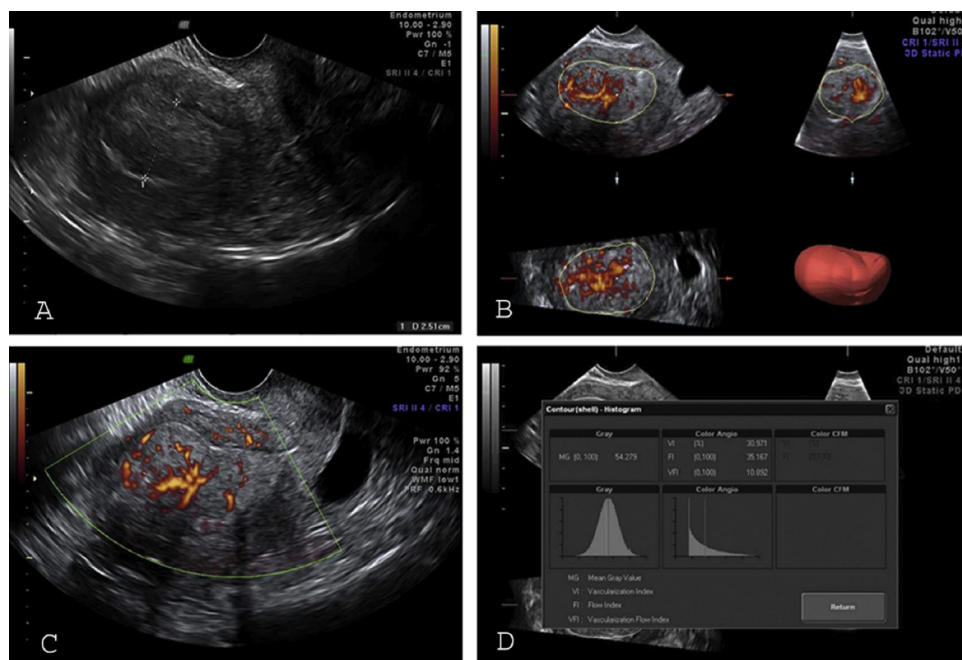 Endometrium
10.00 - 2.90
Pwr 100 %
Gn -1
C7 / M5
E1
SRI II 4 / CRI 1
1 D 2.51cm
A
Qual high1
B102°/V50°
CRI 1/SRI II
3D Static PD
B
Endometrium
10.00 - 2.90
Pwr 92 %
Gn 5
C7 / M5
E1
SRI II 4 / CRI 1
Pwr 100 %
Gn 1.4
Frq mid
Qual norm
WMF low1
PRF 0.6kHz
C
Default
Qual high1
B102°/V50°
CRI 1/SRI II 4
3D Static PD
Contour(shell) - Histogram
Gray Color Angio Color CFM
VI (%) 30.971
MG (0, 100) 54.279 FI (0,100) 35.167
VFI (0,100) 10.892
Gray Color Angio Color CFM
MG : Mean Gray Value
VI : Vascularization Index
FI : Flow Index
VFI : Vascularization Flow Index
Return
D